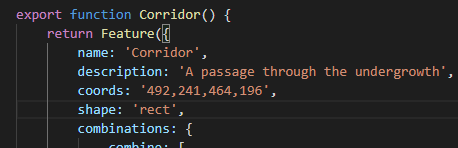 export function Corridor() {
return Feature({
name: 'Corridor',
description: 'A passage through the undergrowth',
coords: '492,241,464,196',
shape: 'rect',
combinations: {
combine: [